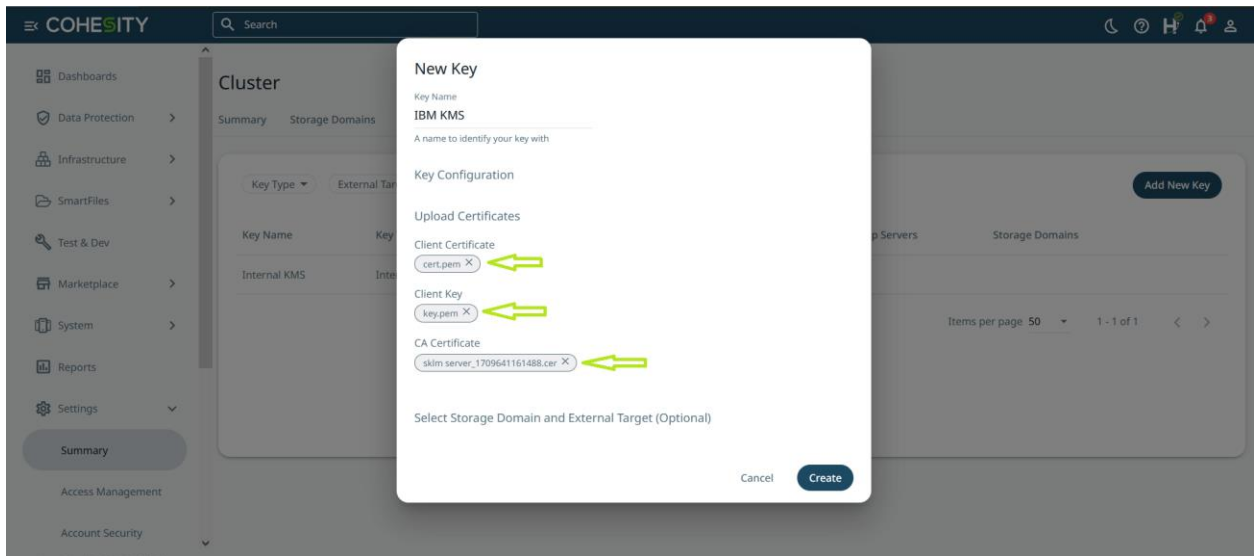 COHESITY
Search
3
Dashboards
Data Protection
Infrastructure
SmartFiles
Test & Dev
Marketplace
System
Reports
Settings
Summary
Access Management
Account Security
Cluster
Summary Storage Domains
Key Type External Tar
Add New Key
Key Name Key p Servers Storage Domains
Internal KMS Inte
Items per page 50 1 - 1 of 1
New Key
Key Name
IBM KMS
A name to identify your key with
Key Configuration
Upload Certificates
Client Certificate
cert.pem
Client Key
key.pem
CA Certificate
sklm server_1709641161488.cer
Select Storage Domain and External Target (Optional)
Cancel Create